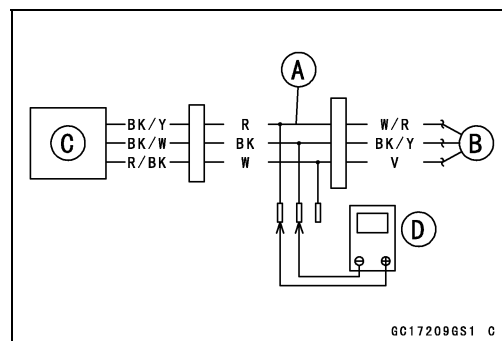 A
BK/Y R W/R
C BK/W BK BK/Y B
R/BK W V
D
GC17209GS1 C